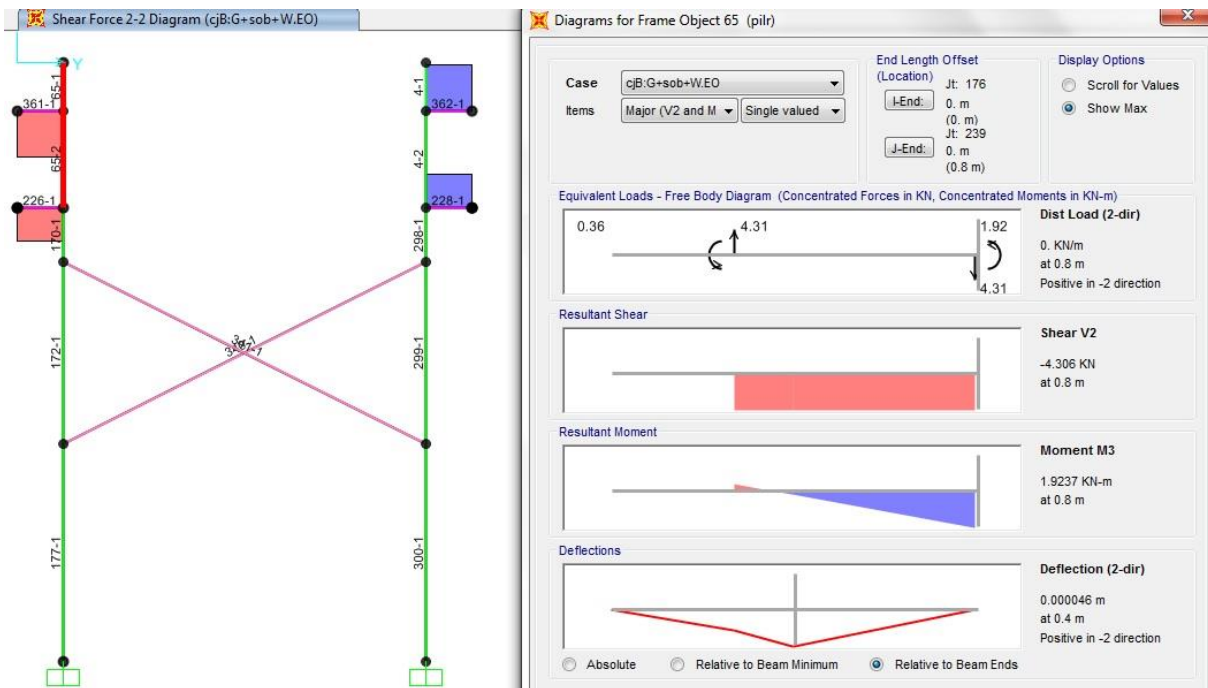 Shear Force 2-2 Diagram (cjB:G+sob+W.EO)
Y
65-1
361-1
65-2
226-1
170-1
172-1
177-1
4-1
362-1
4-2
228-1
298-1
299-1
300-1
Diagrams for Frame Object 65 (pilr)
Case
cjB:G+sob+W.EO
Items
Major (V2 and M
Single valued
End Length Offset
(Location)
Jt: 176
I-End:
0. m
(0. m)
Jt: 239
J-End:
0. m
(0.8 m)
Display Options
Scroll for Values
Show Max
Equivalent Loads - Free Body Diagram (Concentrated Forces in KN, Concentrated Moments in KN-m)
0.36
4.31
1.92
4.31
Dist Load (2-dir)
0. KN/m
at 0.8 m
Positive in -2 direction
Resultant Shear
Shear V2
-4.306 KN
at 0.8 m
Resultant Moment
Moment M3
1.9237 KN-m
at 0.8 m
Deflections
Deflection (2-dir)
0.000046 m
at 0.4 m
Positive in -2 direction
Absolute
Relative to Beam Minimum
Relative to Beam Ends